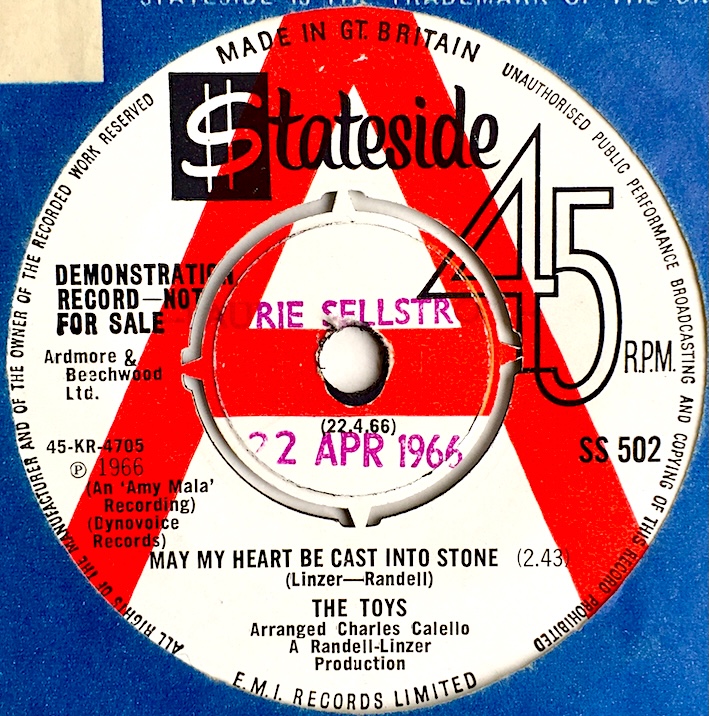 STATESIDE IS THE TRADEMARK OF THE
MADE IN GT. BRITAIN
UNAUTHORISED PUBLIC PERFORMANCE BROADCASTING AND COPYING OF THIS RECORD PROHIBITED
ALL RIGHTS OF THE MANUFACTURER AND OF THE OWNER OF THE RECORDED WORK RESERVED
$tateside
45
R.P.M.
A
DEMONSTRATION
RECORD—NOT
FOR SALE
RIE SELLSTR
Ardmore &
Beechwood
Ltd.
(22.4.66)
22 APR 1966
45-KR-4705
SS 502
Ⓟ 1966
(An 'Amy Mala'
Recording)
(Dynovoice
Records)
MAY MY HEART BE CAST INTO STONE (2.43)
(Linzer—Randell)
THE TOYS
Arranged Charles Calello
A Randell-Linzer
Production
E.M.I. RECORDS LIMITED